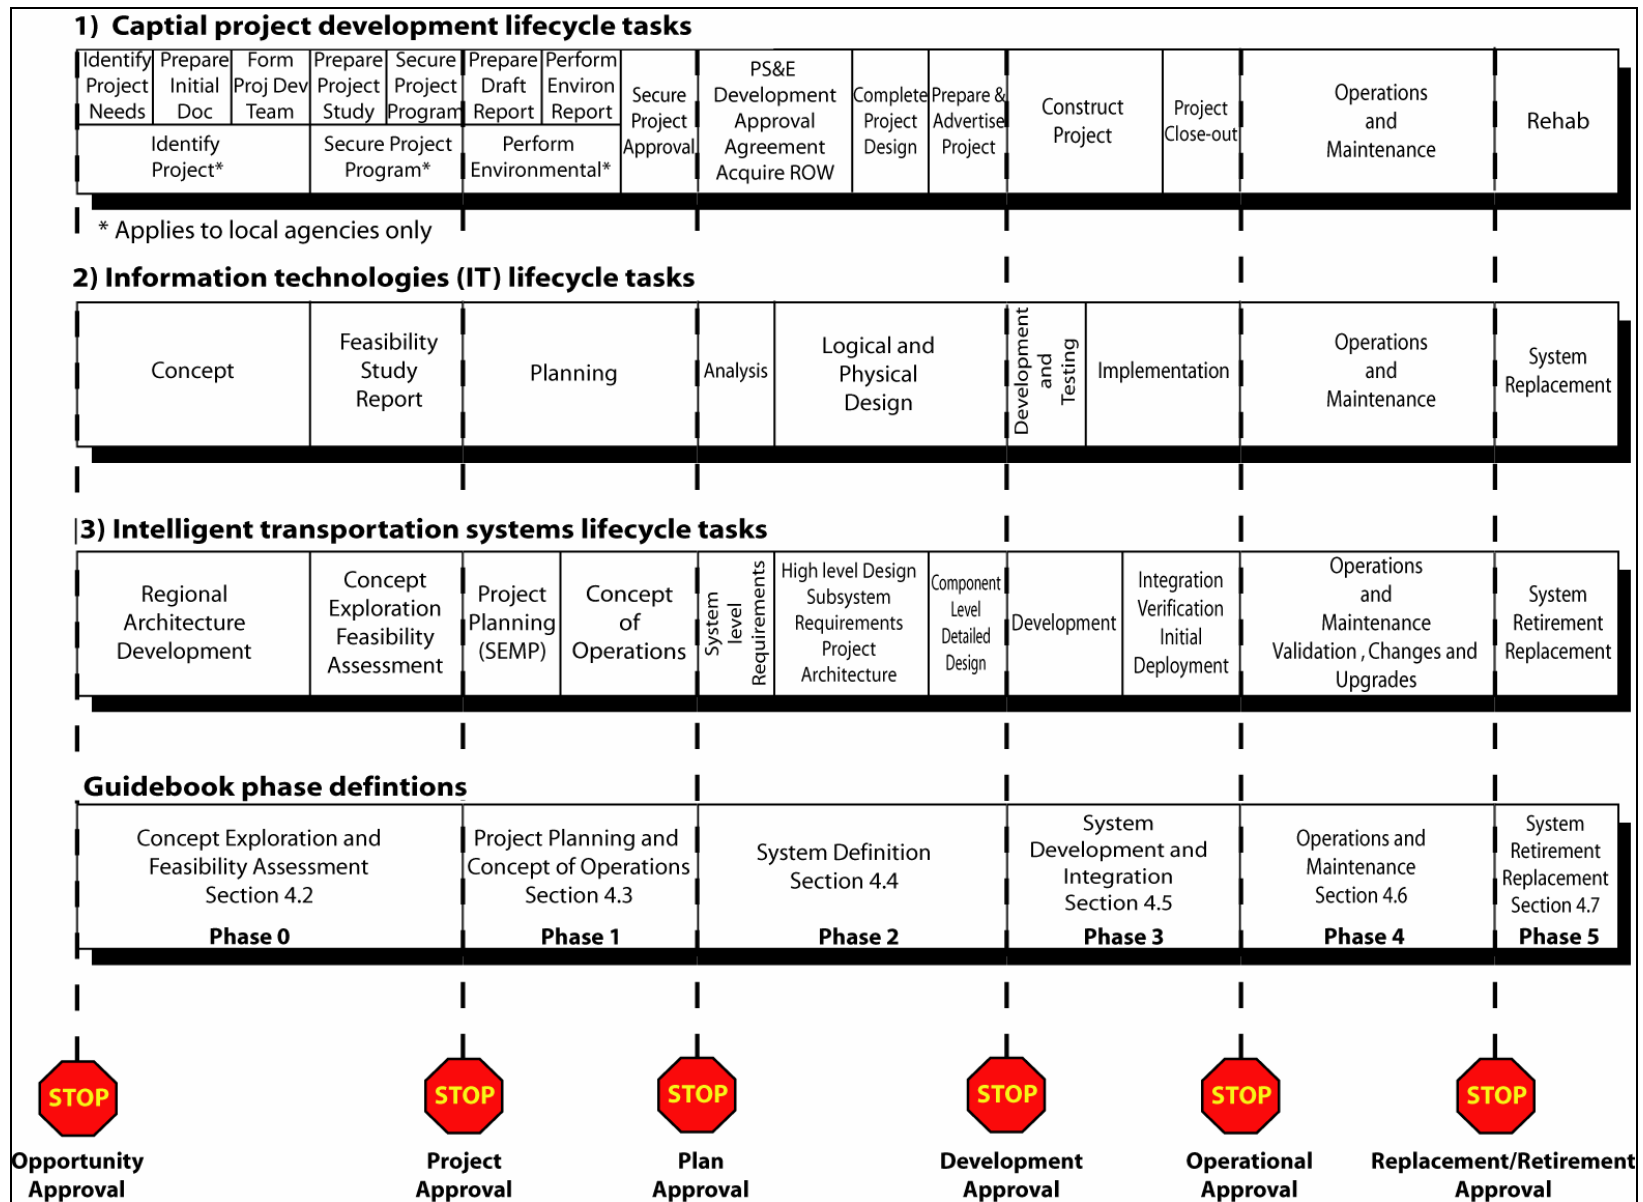 1) Captial project development lifecycle tasks
Identify
Project
Needs
Prepare
Initial
Doc
Form
Proj Dev
Team
Prepare
Project
Study
Secure
Project
Program
Prepare
Draft
Report
Perform
Environ
Report
Secure
Project
Approval
PS&E
Development
Approval
Agreement
Acquire ROW
Complete
Project
Design
Prepare &
Advertise
Project
Construct
Project
Project
Close-out
Operations
and
Maintenance
Rehab
Identify
Project*
Secure Project
Program*
Perform
Environmental*
* Applies to local agencies only
2) Information technologies (IT) lifecycle tasks
Concept
Feasibility
Study
Report
Planning
Analysis
Logical and
Physical
Design
Development
and
Testing
Implementation
Operations
and
Maintenance
System
Replacement
3) Intelligent transportation systems lifecycle tasks
Regional
Architecture
Development
Concept
Exploration
Feasibility
Assessment
Project
Planning
(SEMP)
Concept
of
Operations
System
level
Requirements
High level Design
Subsystem
Requirements
Project
Architecture
Component
Level
Detailed
Design
Development
Integration
Verification
Initial
Deployment
Operations
and
Maintenance
Validation , Changes and
Upgrades
System
Retirement
Replacement
Guidebook phase defintions
Concept Exploration and
Feasibility Assessment
Section 4.2
Phase 0
Project Planning and
Concept of Operations
Section 4.3
Phase 1
System Definition
Section 4.4
Phase 2
System
Development and
Integration
Section 4.5
Phase 3
Operations and
Maintenance
Section 4.6
Phase 4
System
Retirement
Replacement
Section 4.7
Phase 5
STOP
STOP
STOP
STOP
STOP
STOP
Opportunity
Approval
Project
Approval
Plan
Approval
Development
Approval
Operational
Approval
Replacement/Retirement
Approval